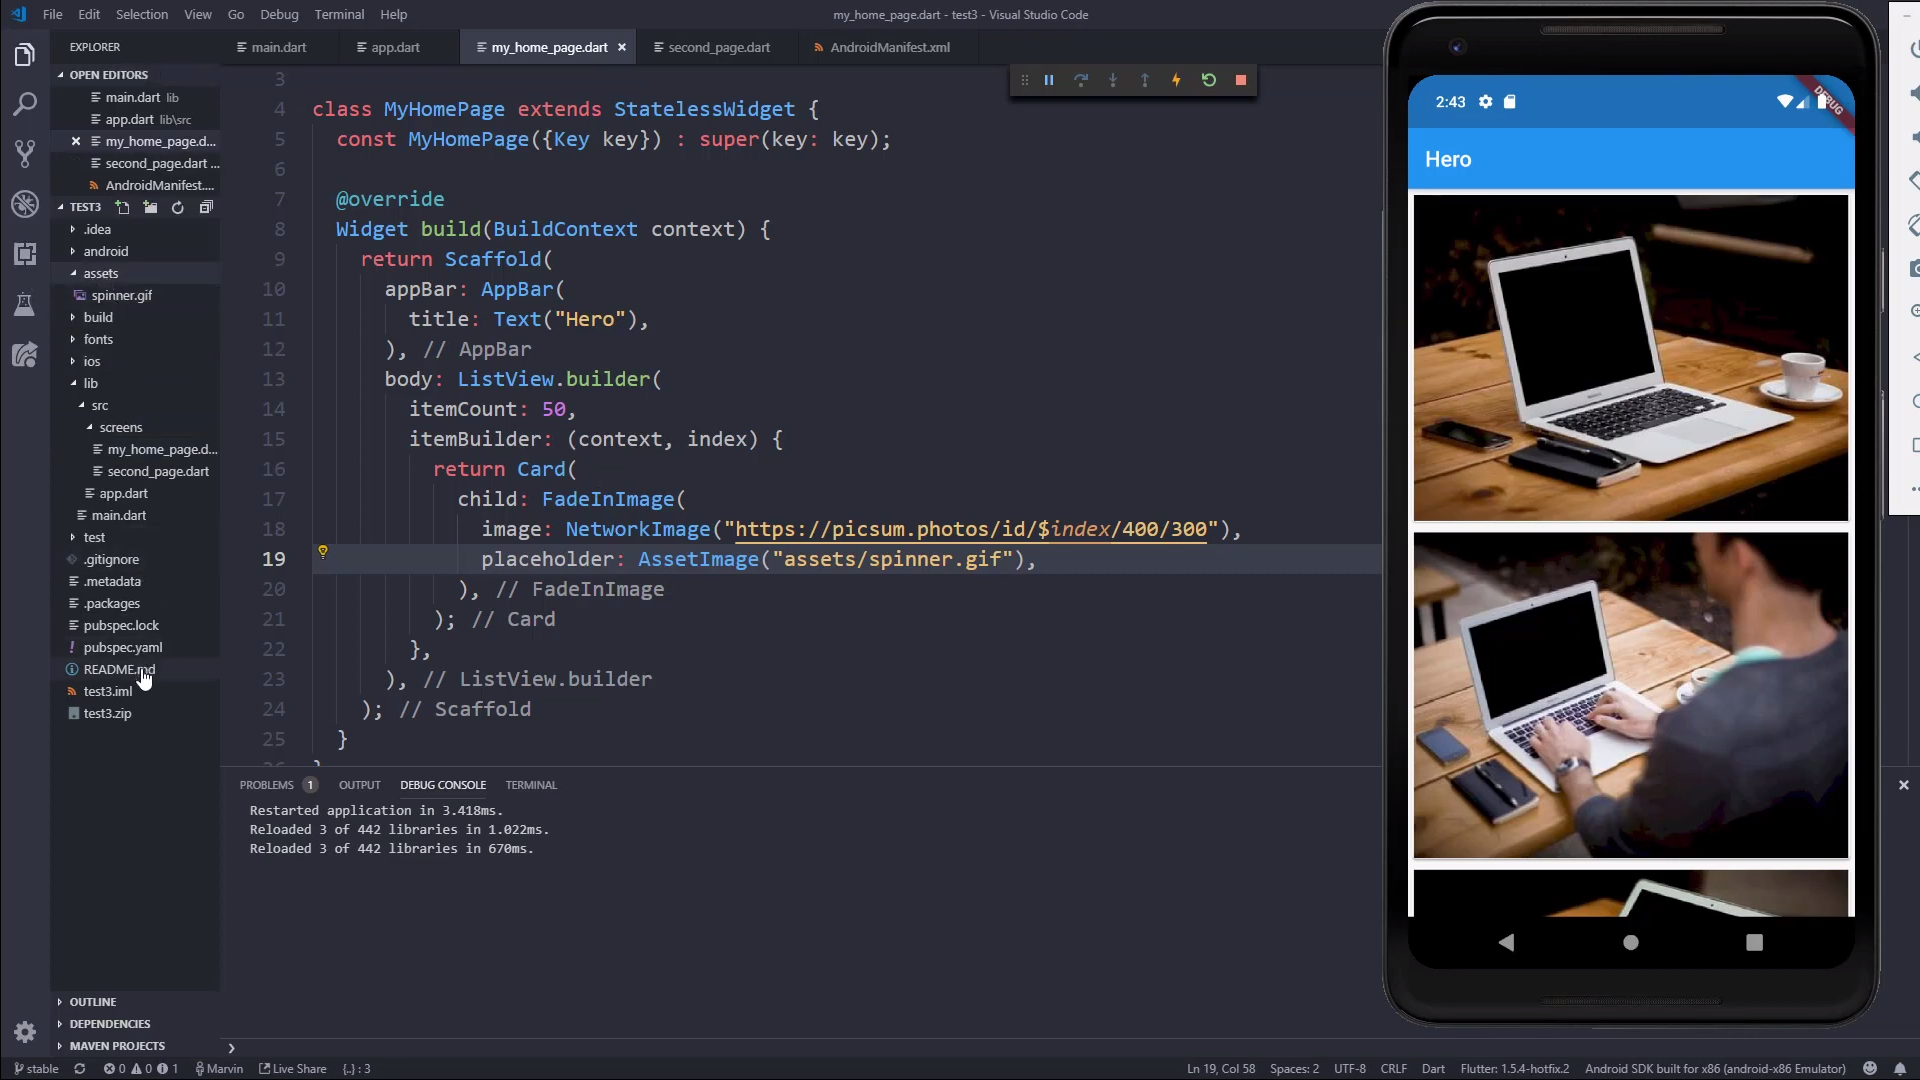 File Edit Selection View Go Debug Terminal Help
my_home_page.dart - test3 - Visual Studio Code
EXPLORER
main.dart
app.dart
my_home_page.dart
second_page.dart
AndroidManifest.xml
OPEN EDITORS
main.dart lib
app.dart lib\src
my_home_page.d...
second_page.dart ...
AndroidManifest....
TEST3
.idea
android
assets
spinner.gif
build
fonts
ios
lib
src
screens
my_home_page.d...
second_page.dart
app.dart
main.dart
test
.gitignore
.metadata
.packages
pubspec.lock
pubspec.yaml
README.md
test3.iml
test3.zip
OUTLINE
DEPENDENCIES
MAVEN PROJECTS
3
4 class MyHomePage extends StatelessWidget {
5 const MyHomePage({Key key}) : super(key: key);
6
7 @override
8 Widget build(BuildContext context) {
9 return Scaffold(
10 appBar: AppBar(
11 title: Text("Hero"),
12 ), // AppBar
13 body: ListView.builder(
14 itemCount: 50,
15 itemBuilder: (context, index) {
16 return Card(
17 child: FadeInImage(
18 image: NetworkImage("https://picsum.photos/id/$index/400/300"),
19 placeholder: AssetImage("assets/spinner.gif"),
20 ), // FadeInImage
21 ); // Card
22 },
23 ), // ListView.builder
24 ); // Scaffold
25 }
PROBLEMS 1 OUTPUT DEBUG CONSOLE TERMINAL
Restarted application in 3.418ms.
Reloaded 3 of 442 libraries in 1.022ms.
Reloaded 3 of 442 libraries in 670ms.
2:43
DEBUG
Hero
stable 0 0 1 Marvin Live Share {..} : 3
Ln 19, Col 58 Spaces: 2 UTF-8 CRLF Dart Flutter: 1.5.4-hotfix.2 Android SDK built for x86 (android-x86 Emulator)